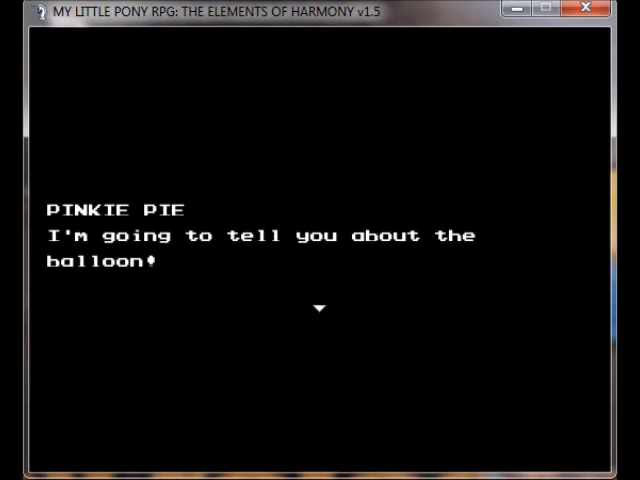 MY LITTLE PONY RPG: THE ELEMENTS OF HARMONY v1.5
PINKIE PIE
I'm going to tell you about the
balloon!